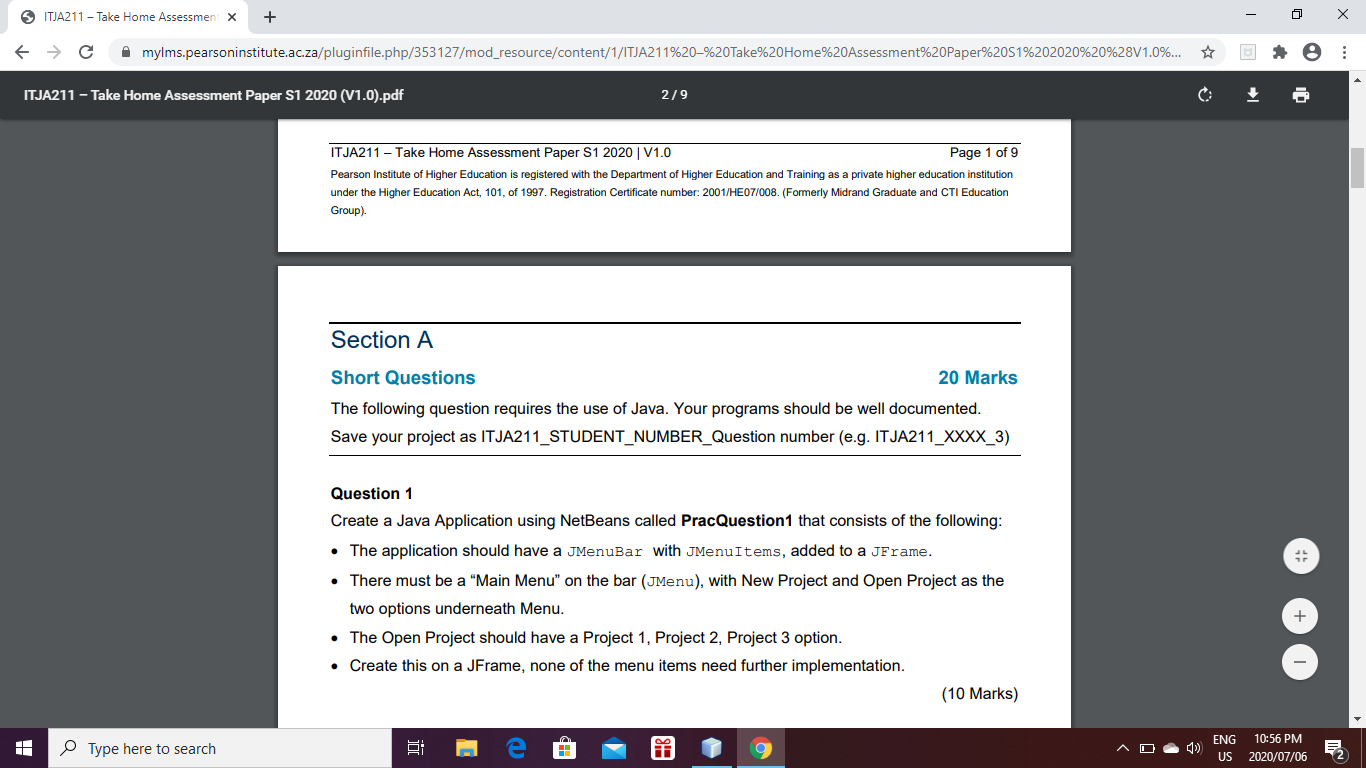 ITJA211 – Take Home Assessment
mylms.pearsoninstitute.ac.za/pluginfile.php/353127/mod_resource/content/1/ITJA211%20–%20Take%20Home%20Assessment%20Paper%20S1%202020%20%28V1.0%...
ITJA211 – Take Home Assessment Paper S1 2020 (V1.0).pdf
2 / 9
ITJA211 – Take Home Assessment Paper S1 2020 | V1.0 Page 1 of 9
Pearson Institute of Higher Education is registered with the Department of Higher Education and Training as a private higher education institution
under the Higher Education Act, 101, of 1997. Registration Certificate number: 2001/HE07/008. (Formerly Midrand Graduate and CTI Education
Group).
Section A
Short Questions 20 Marks
The following question requires the use of Java. Your programs should be well documented.
Save your project as ITJA211_STUDENT_NUMBER_Question number (e.g. ITJA211_XXXX_3)
Question 1
Create a Java Application using NetBeans called PracQuestion1 that consists of the following:
• The application should have a JMenuBar with JMenuItems, added to a JFrame.
• There must be a “Main Menu” on the bar (JMenu), with New Project and Open Project as the
two options underneath Menu.
• The Open Project should have a Project 1, Project 2, Project 3 option.
• Create this on a JFrame, none of the menu items need further implementation.
(10 Marks)
Type here to search
ENG
US
10:56 PM
2020/07/06
2